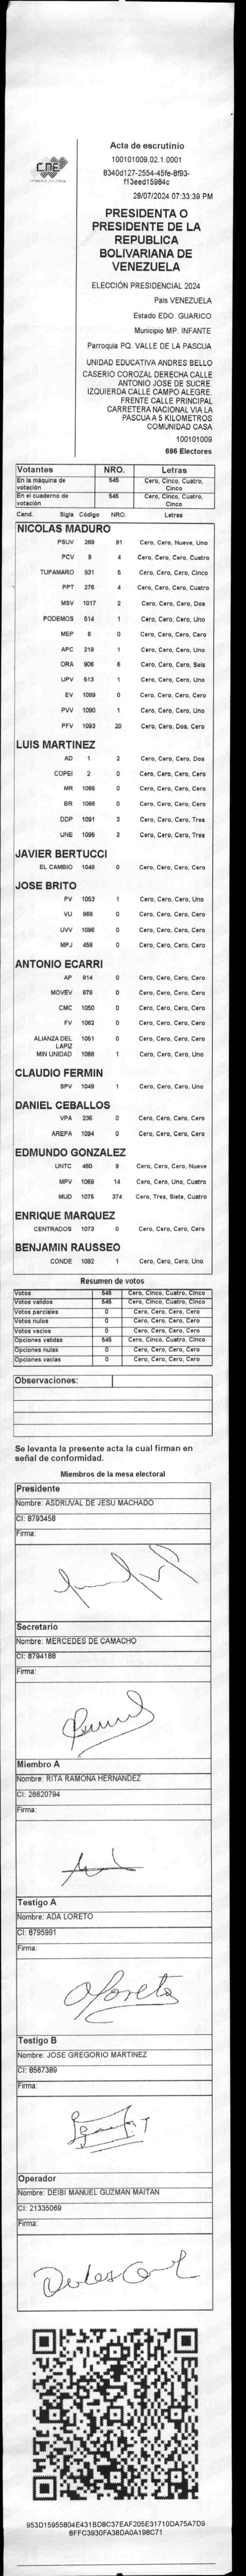 CNE
Acta de escrutinio
100101009.02.1.0001
8340d127-2554-45fe-8f93-
f13eed15984c
28/07/2024 07:33:39 PM
PRESIDENTA O
PRESIDENTE DE LA
REPUBLICA
BOLIVARIANA DE
VENEZUELA
ELECCIÓN PRESIDENCIAL 2024
Pais VENEZUELA
Estado EDO. GUARICO
Municipio MP. INFANTE
Parroquia PQ. VALLE DE LA PASCUA
UNIDAD EDUCATIVA ANDRES BELLO
CASERIO COROZAL DERECHA CALLE
ANTONIO JOSE DE SUCRE.
IZQUIERDA CALLE CAMPO ALEGRE.
FRENTE CALLE PRINCIPAL
CARRETERA NACIONAL VIA LA
PASCUA A 5 KILOMETROS
COMUNIDAD CASA
100101009
696 Electores
Votantes NRO. Letras
En la máquina de votación 545 Cero, Cinco, Cuatro, Cinco
En el cuaderno de votación 545 Cero, Cinco, Cuatro, Cinco
Cand. Sigla Código NRO. Letras
NICOLAS MADURO
PSUV 269 91 Cero, Cero, Nueve, Uno
PCV 9 4 Cero, Cero, Cero, Cuatro
TUPAMARO 931 5 Cero, Cero, Cero, Cinco
PPT 276 4 Cero, Cero, Cero, Cuatro
MSV 1017 2 Cero, Cero, Cero, Dos
PODEMOS 514 1 Cero, Cero, Cero, Uno
MEP 6 0 Cero, Cero, Cero, Cero
APC 219 1 Cero, Cero, Cero, Uno
ORA 906 6 Cero, Cero, Cero, Seis
UPV 513 1 Cero, Cero, Cero, Uno
EV 1089 0 Cero, Cero, Cero, Cero
PVV 1090 1 Cero, Cero, Cero, Uno
PFV 1093 20 Cero, Cero, Dos, Cero
LUIS MARTINEZ
AD 1 2 Cero, Cero, Cero, Dos
COPEI 2 0 Cero, Cero, Cero, Cero
MR 1065 0 Cero, Cero, Cero, Cero
BR 1066 0 Cero, Cero, Cero, Cero
DDP 1091 3 Cero, Cero, Cero, Tres
UNE 1095 3 Cero, Cero, Cero, Tres
JAVIER BERTUCCI
EL CAMBIO 1048 0 Cero, Cero, Cero, Cero
JOSE BRITO
PV 1053 1 Cero, Cero, Cero, Uno
VU 869 0 Cero, Cero, Cero, Cero
UVV 1096 0 Cero, Cero, Cero, Cero
MPJ 458 0 Cero, Cero, Cero, Cero
ANTONIO ECARRI
AP 814 0 Cero, Cero, Cero, Cero
MOVEV 878 0 Cero, Cero, Cero, Cero
CMC 1050 0 Cero, Cero, Cero, Cero
FV 1062 0 Cero, Cero, Cero, Cero
ALIANZA DEL LAPIZ 1051 0 Cero, Cero, Cero, Cero
MIN UNIDAD 1068 1 Cero, Cero, Cero, Uno
CLAUDIO FERMIN
SPV 1049 1 Cero, Cero, Cero, Uno
DANIEL CEBALLOS
VPA 236 0 Cero, Cero, Cero, Cero
AREPA 1094 0 Cero, Cero, Cero, Cero
EDMUNDO GONZALEZ
UNTC 460 9 Cero, Cero, Cero, Nueve
MPV 1069 14 Cero, Cero, Uno, Cuatro
MUD 1075 374 Cero, Tres, Siete, Cuatro
ENRIQUE MARQUEZ
CENTRADOS 1073 0 Cero, Cero, Cero, Cero
BENJAMIN RAUSSEO
CONDE 1092 1 Cero, Cero, Cero, Uno
Resumen de votos
Votos 545 Cero, Cinco, Cuatro, Cinco
Votos validos 545 Cero, Cinco, Cuatro, Cinco
Votos parciales 0 Cero, Cero, Cero, Cero
Votos nulos 0 Cero, Cero, Cero, Cero
Votos vacios 0 Cero, Cero, Cero, Cero
Opciones validas 545 Cero, Cinco, Cuatro, Cinco
Opciones nulas 0 Cero, Cero, Cero, Cero
Opciones vacias 0 Cero, Cero, Cero, Cero
Observaciones:
Se levanta la presente acta la cual firman en
señal de conformidad.
Miembros de la mesa electoral
Presidente
Nombre: ASDRUVAL DE JESU MACHADO
CI: 8793458
Firma:
Secretario
Nombre: MERCEDES DE CAMACHO
CI: 8794188
Firma:
Miembro A
Nombre: RITA RAMONA HERNANDEZ
CI: 26620794
Firma:
Testigo A
Nombre: ADA LORETO
CI: 8795991
Firma:
Testigo B
Nombre: JOSE GREGORIO MARTINEZ
CI: 8567389
Firma:
Operador
Nombre: DEIBI MANUEL GUZMAN MAITAN
CI: 21335069
Firma:
953D15955804E431BD8C37EAF205E31710DA75A7D9
8FFC3930FA38DA0A198C71